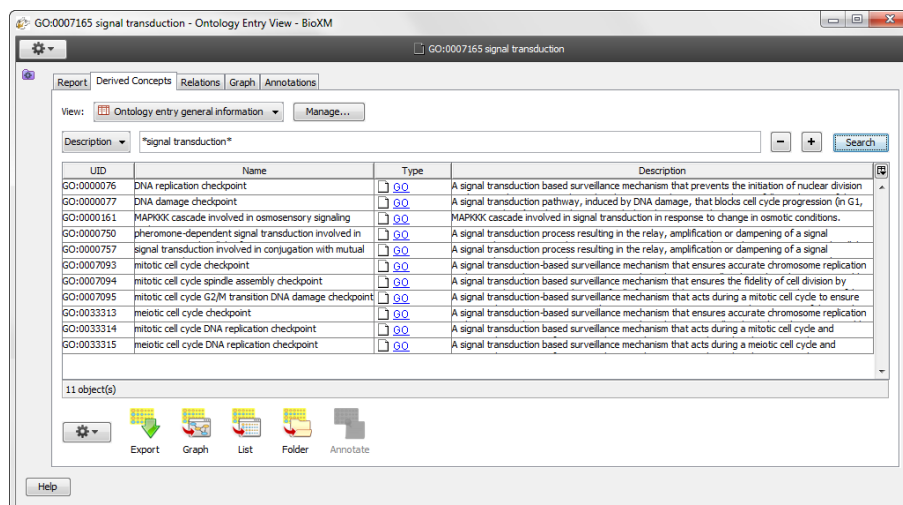 GO:0007165 signal transduction - Ontology Entry View - BioXM
GO:0007165 signal transduction
Report Derived Concepts Relations Graph Annotations
View: Ontology entry general information Manage...
Description *signal transduction* - + Search
UID Name Type Description
GO:0000076 DNA replication checkpoint GO A signal transduction based surveillance mechanism that prevents the initiation of nuclear division
GO:0000077 DNA damage checkpoint GO A signal transduction pathway, induced by DNA damage, that blocks cell cycle progression (in G1,
GO:0000161 MAPKKK cascade involved in osmosensory signaling GO MAPKKK cascade involved in signal transduction in response to change in osmotic conditions.
GO:0000750 pheromone-dependent signal transduction involved in GO A signal transduction process resulting in the relay, amplification or dampening of a signal
GO:0000757 signal transduction involved in conjugation with mutual GO A signal transduction process resulting in the relay, amplification or dampening of a signal
GO:0007093 mitotic cell cycle checkpoint GO A signal transduction-based surveillance mechanism that ensures accurate chromosome replication
GO:0007094 mitotic cell cycle spindle assembly checkpoint GO A signal transduction based surveillance mechanism that ensures the fidelity of cell division by
GO:0007095 mitotic cell cycle G2/M transition DNA damage checkpoint GO A signal transduction-based surveillance mechanism that acts during a mitotic cell cycle to ensure
GO:0033313 meiotic cell cycle checkpoint GO A signal transduction-based surveillance mechanism that ensures accurate chromosome replication
GO:0033314 mitotic cell cycle DNA replication checkpoint GO A signal transduction based surveillance mechanism that acts during a mitotic cell cycle and
GO:0033315 meiotic cell cycle DNA replication checkpoint GO A signal transduction based surveillance mechanism that acts during a meiotic cell cycle and
11 object(s)
Export Graph List Folder Annotate
Help